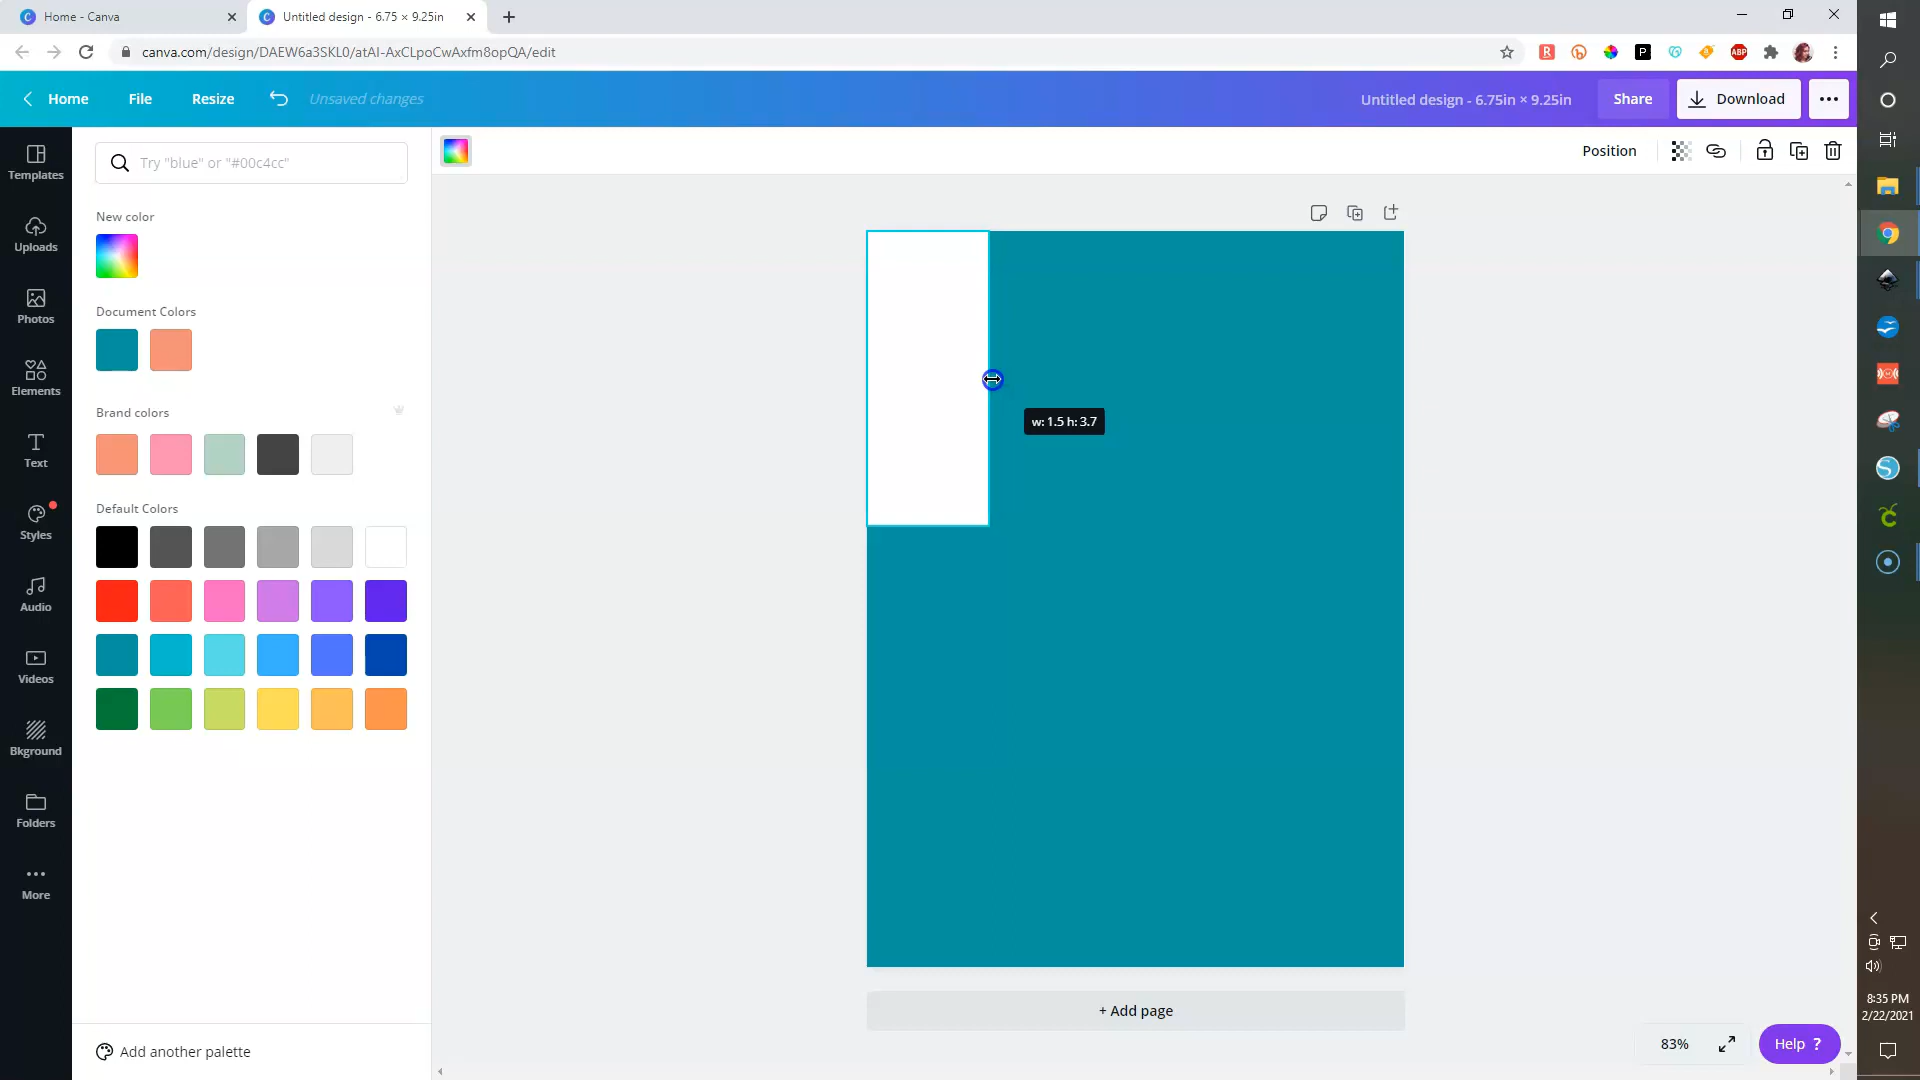 Home - Canva
Untitled design - 6.75 × 9.25in
canva.com/design/DAEW6a3SKL0/atAI-AxCLpoCwAxfm8opQA/edit
ABP
Home
File
Resize
Unsaved changes
Untitled design - 6.75in × 9.25in
Share
Download
Templates
Uploads
Photos
Elements
Text
Styles
Audio
Videos
Bkground
Folders
More
Try "blue" or "#00c4cc"
New color
Document Colors
Brand colors
Default Colors
Add another palette
Position
w: 1.5 h: 3.7
+ Add page
83%
Help ?
8:35 PM
2/22/2021